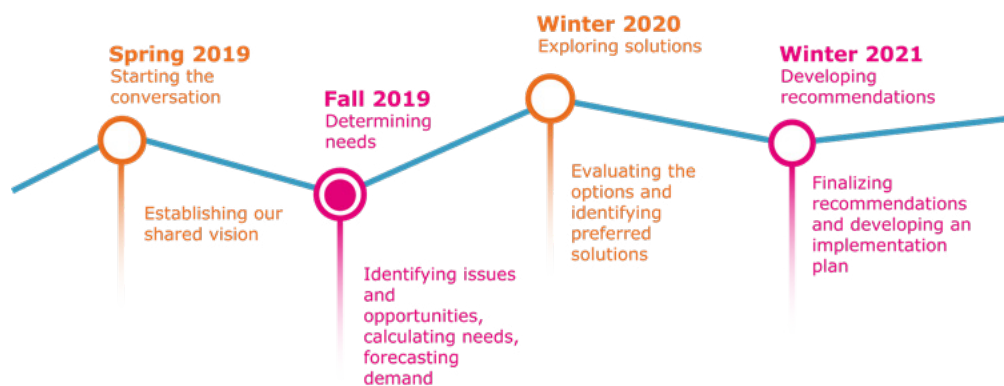 Spring 2019
Starting the
conversation
Establishing our
shared vision
Fall 2019
Determining
needs
Identifying issues
and
opportunities,
calculating needs,
forecasting
demand
Winter 2020
Exploring solutions
Evaluating the
options and
identifying
preferred
solutions
Winter 2021
Developing
recommendations
Finalizing
recommendations
and developing an
implementation
plan